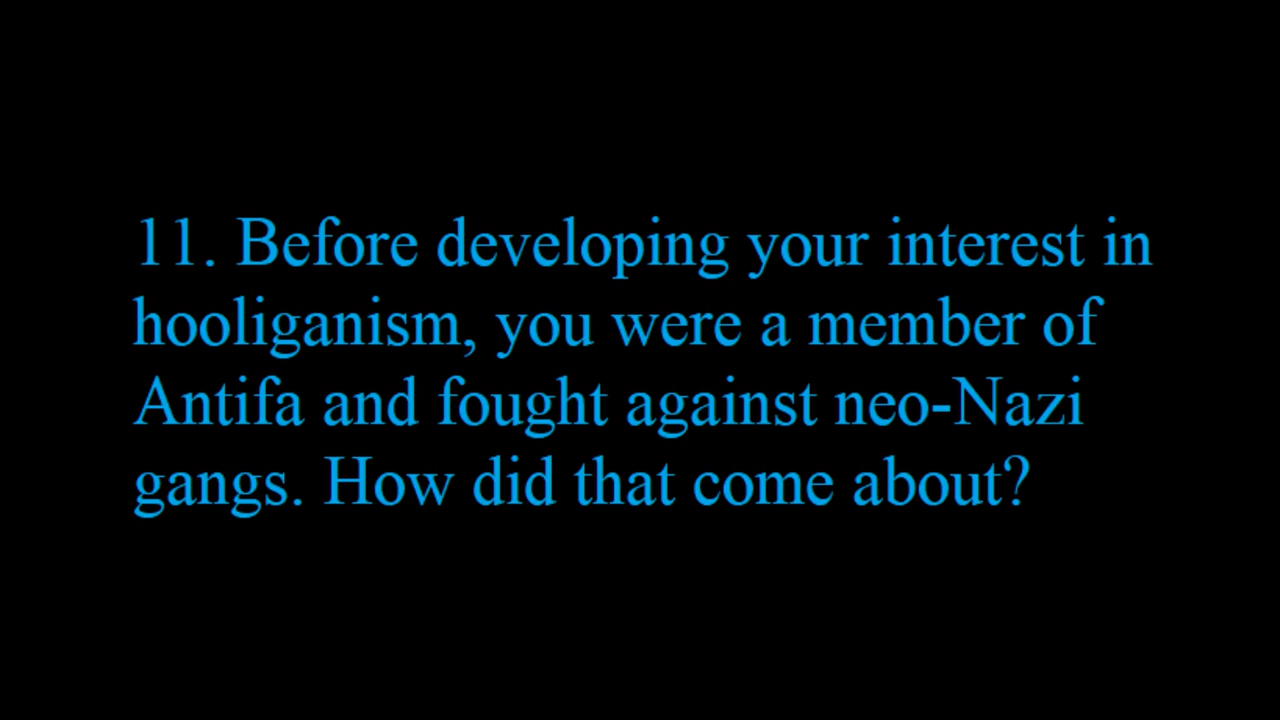 11. Before developing your interest in
hooliganism, you were a member of
Antifa and fought against neo-Nazi
gangs. How did that come about?